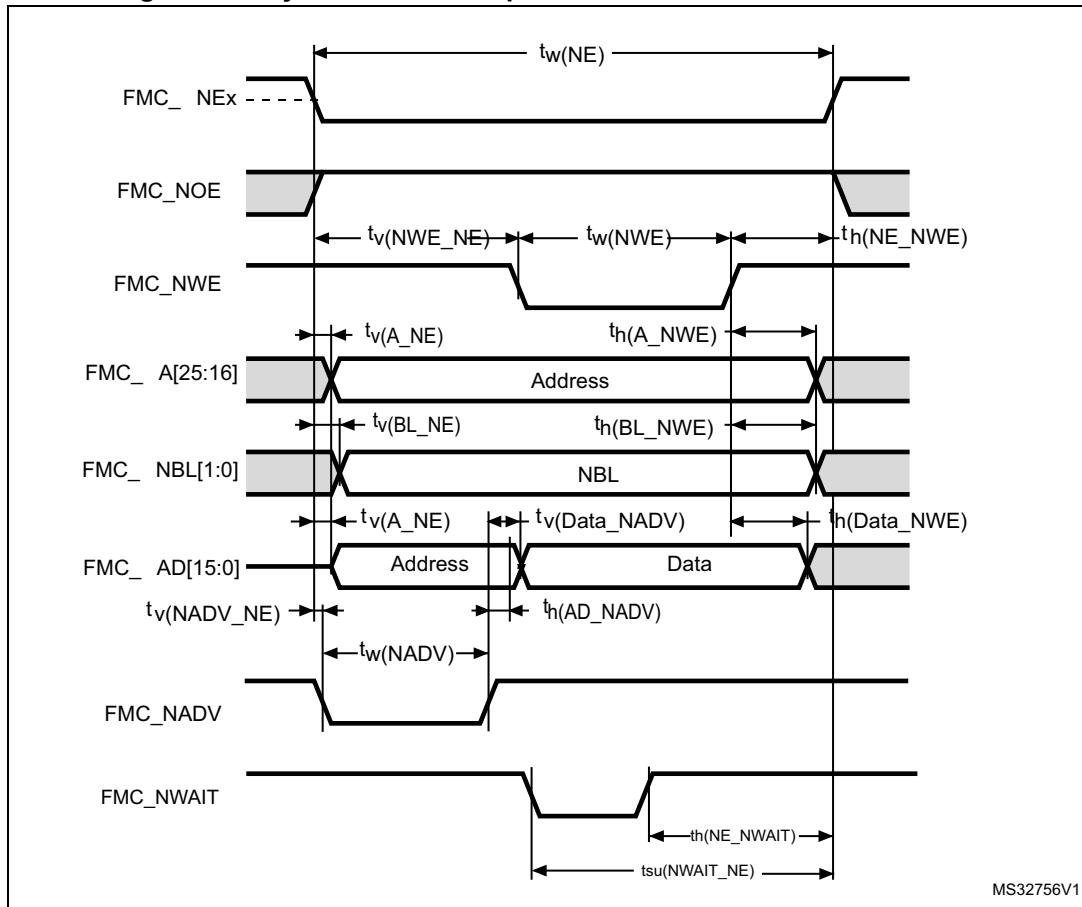 tw(NE)
FMC_ NEx
FMC_NOE
tv(NWE_NE) tw(NWE) th(NE_NWE)
FMC_NWE
tv(A_NE) th(A_NWE)
FMC_ A[25:16] Address
tv(BL_NE) th(BL_NWE)
FMC_ NBL[1:0] NBL
tv(A_NE) tv(Data_NADV) th(Data_NWE)
FMC_ AD[15:0] Address Data
tv(NADV_NE) th(AD_NADV)
tw(NADV)
FMC_NADV
FMC_NWAIT
th(NE_NWAIT)
tsu(NWAIT_NE)
MS32756V1